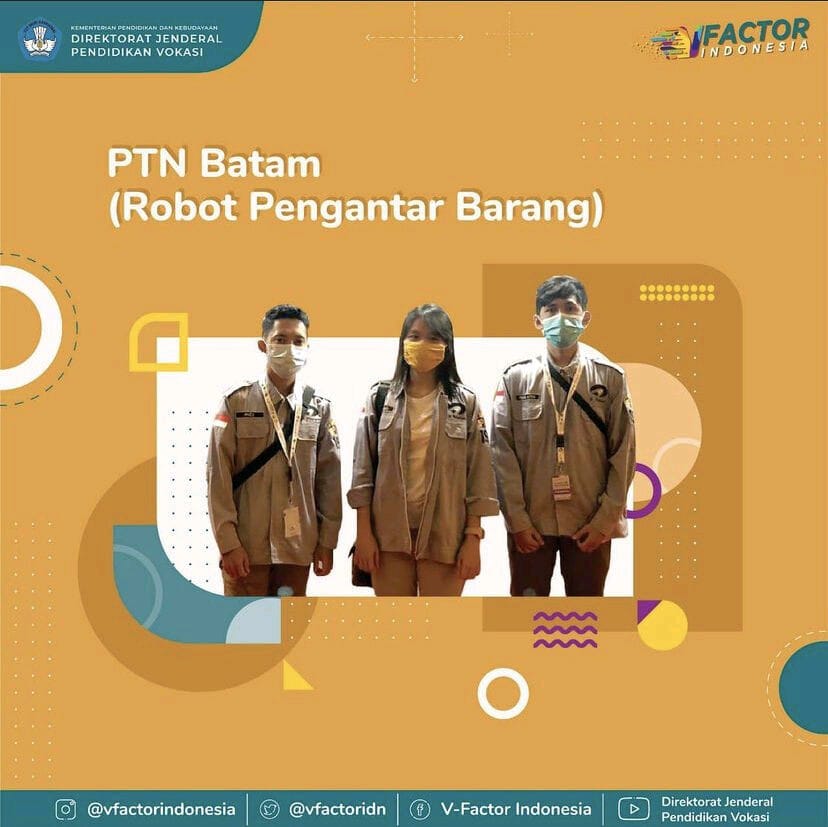 KEMENTERIAN PENDIDIKAN DAN KEBUDAYAAN
DIREKTORAT JENDERAL
PENDIDIKAN VOKASI
VFACTOR
INDONESIA
PTN Batam
(Robot Pengantar Barang)
@vfactorindonesia
@vfactoridn
V-Factor Indonesia
Direktorat Jenderal
Pendidikan Vokasi